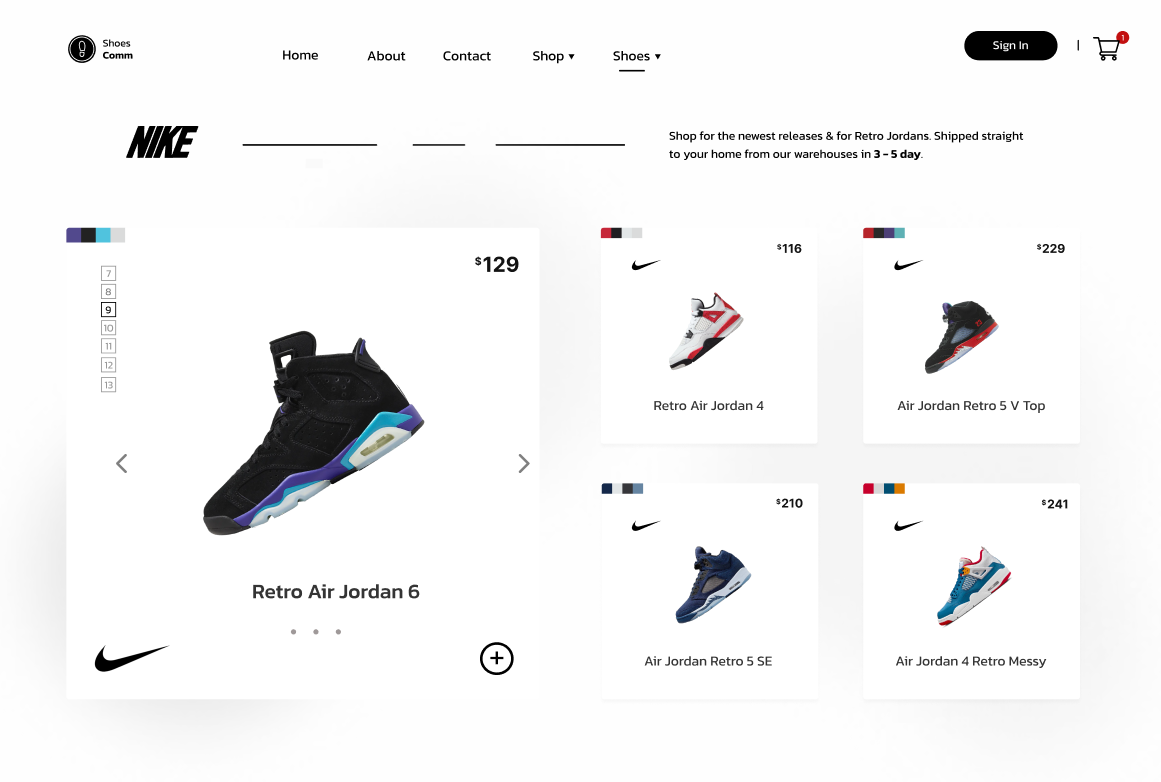 Shoes
Comm
Home
About
Contact
Shop ▾
Shoes ▾
Sign In
|
1
NIKE
Shop for the newest releases & for Retro Jordans. Shipped straight
to your home from our warehouses in 3 - 5 day.
$129
7
8
9
10
11
12
13
Retro Air Jordan 6
+
$116
Retro Air Jordan 4
$229
Air Jordan Retro 5 V Top
$210
Air Jordan Retro 5 SE
$241
Air Jordan 4 Retro Messy